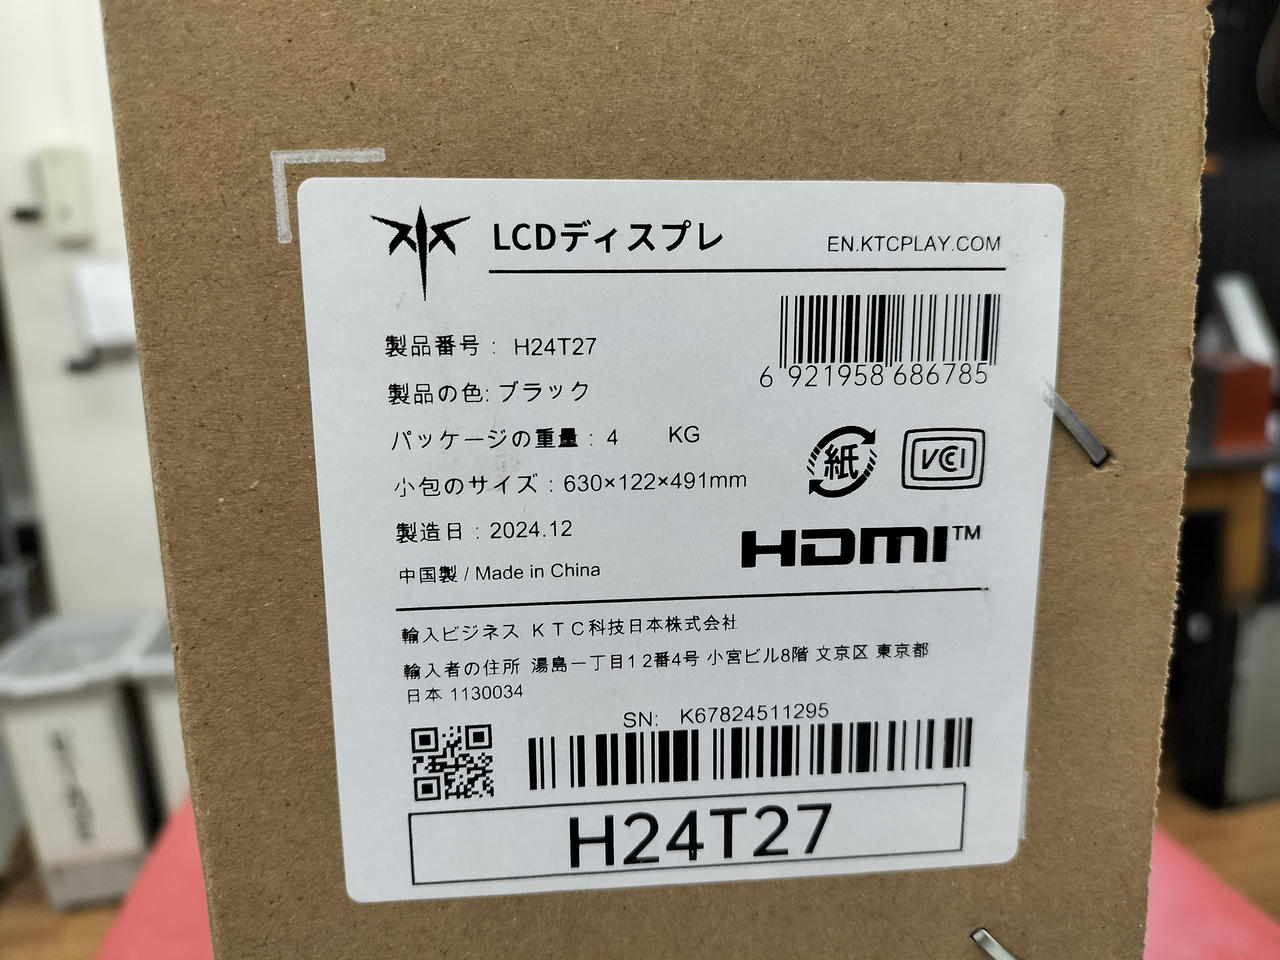 LCDディスプレ
EN.KTCPLAY.COM
製品番号： H24T27
6 921958 686785
製品の色: ブラック
パッケージの重量：4 KG
小包のサイズ：630×122×491mm
紙
VCCI
製造日：2024.12
HDMI™
中国製 / Made in China
輸入ビジネス ＫＴＣ科技日本株式会社
輸入者の住所 湯島一丁目1 2番4号 小宮ビル8階 文京区 東京都
日本 1130034
SN: K67824511295
H24T27